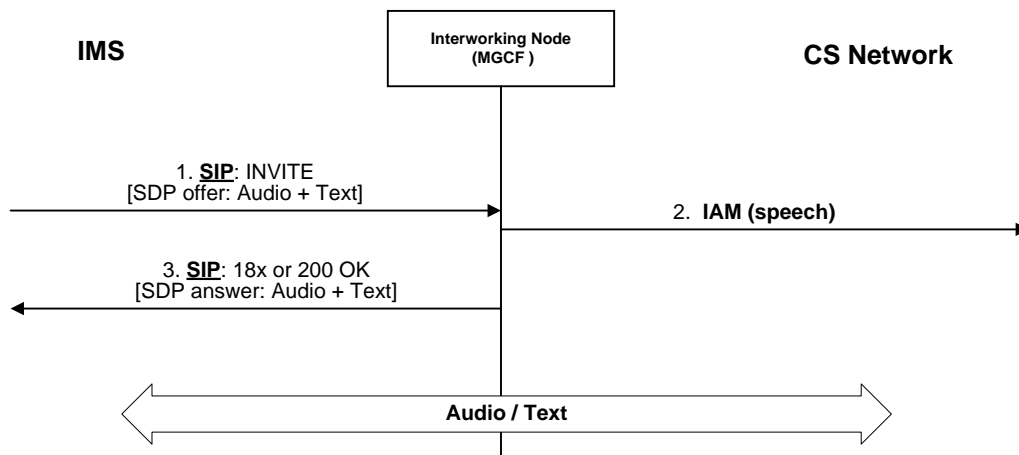 IMS
Interworking Node
(MGCF )
CS Network
1. SIP: INVITE
[SDP offer: Audio + Text]
2. IAM (speech)
3. SIP: 18x or 200 OK
[SDP answer: Audio + Text]
Audio / Text